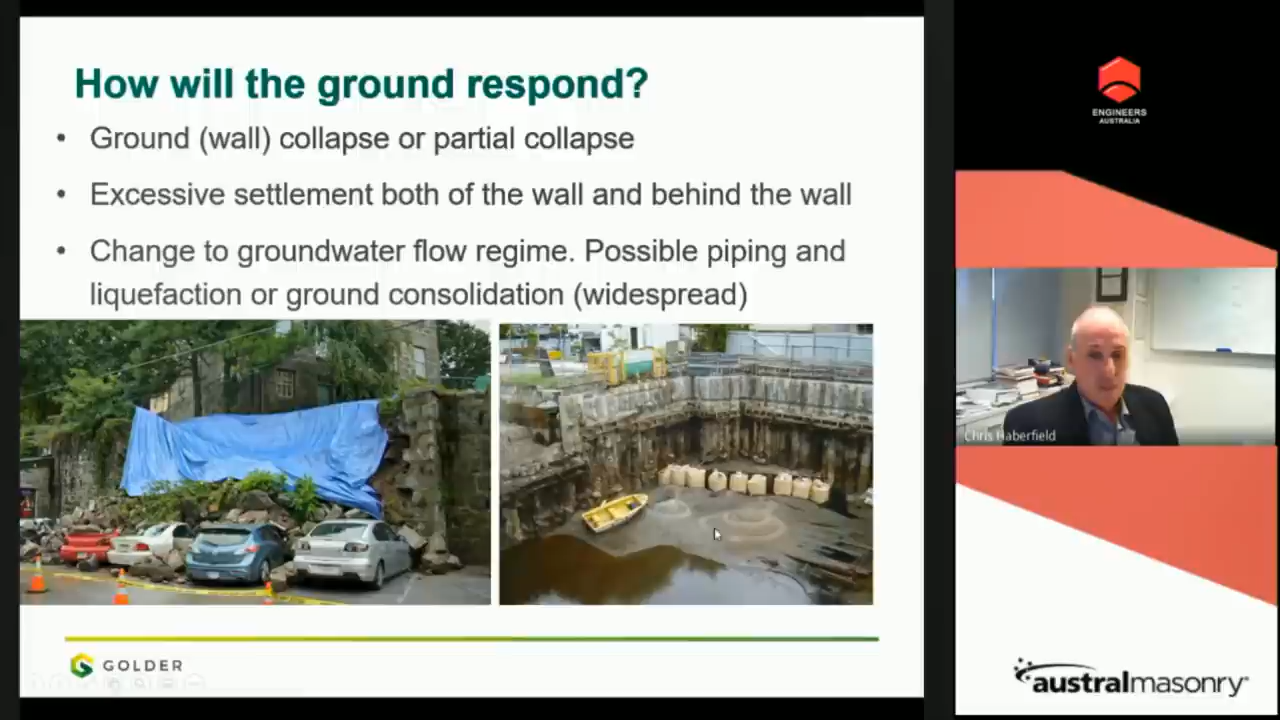 How will the ground respond?
• Ground (wall) collapse or partial collapse
• Excessive settlement both of the wall and behind the wall
• Change to groundwater flow regime. Possible piping and
liquefaction or ground consolidation (widespread)
GOLDER
ENGINEERS
AUSTRALIA
Chris Haberfield
australmasonry